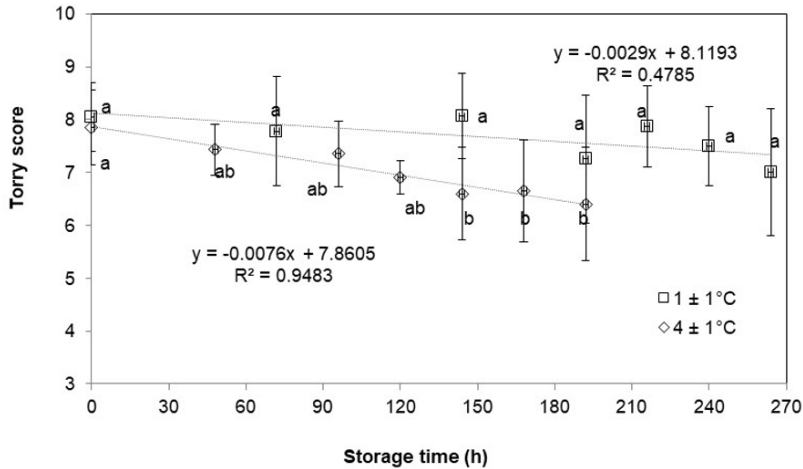 10
9
8
7
6
5
4
3
Torry score
y = -0.0029x + 8.1193
R² = 0.4785
a
a
a
a
a
a
a
a
ab
ab
ab
b
b
b
y = -0.0076x + 7.8605
R² = 0.9483
1 ± 1°C
4 ± 1°C
0 30 60 90 120 150 180 210 240 270
Storage time (h)